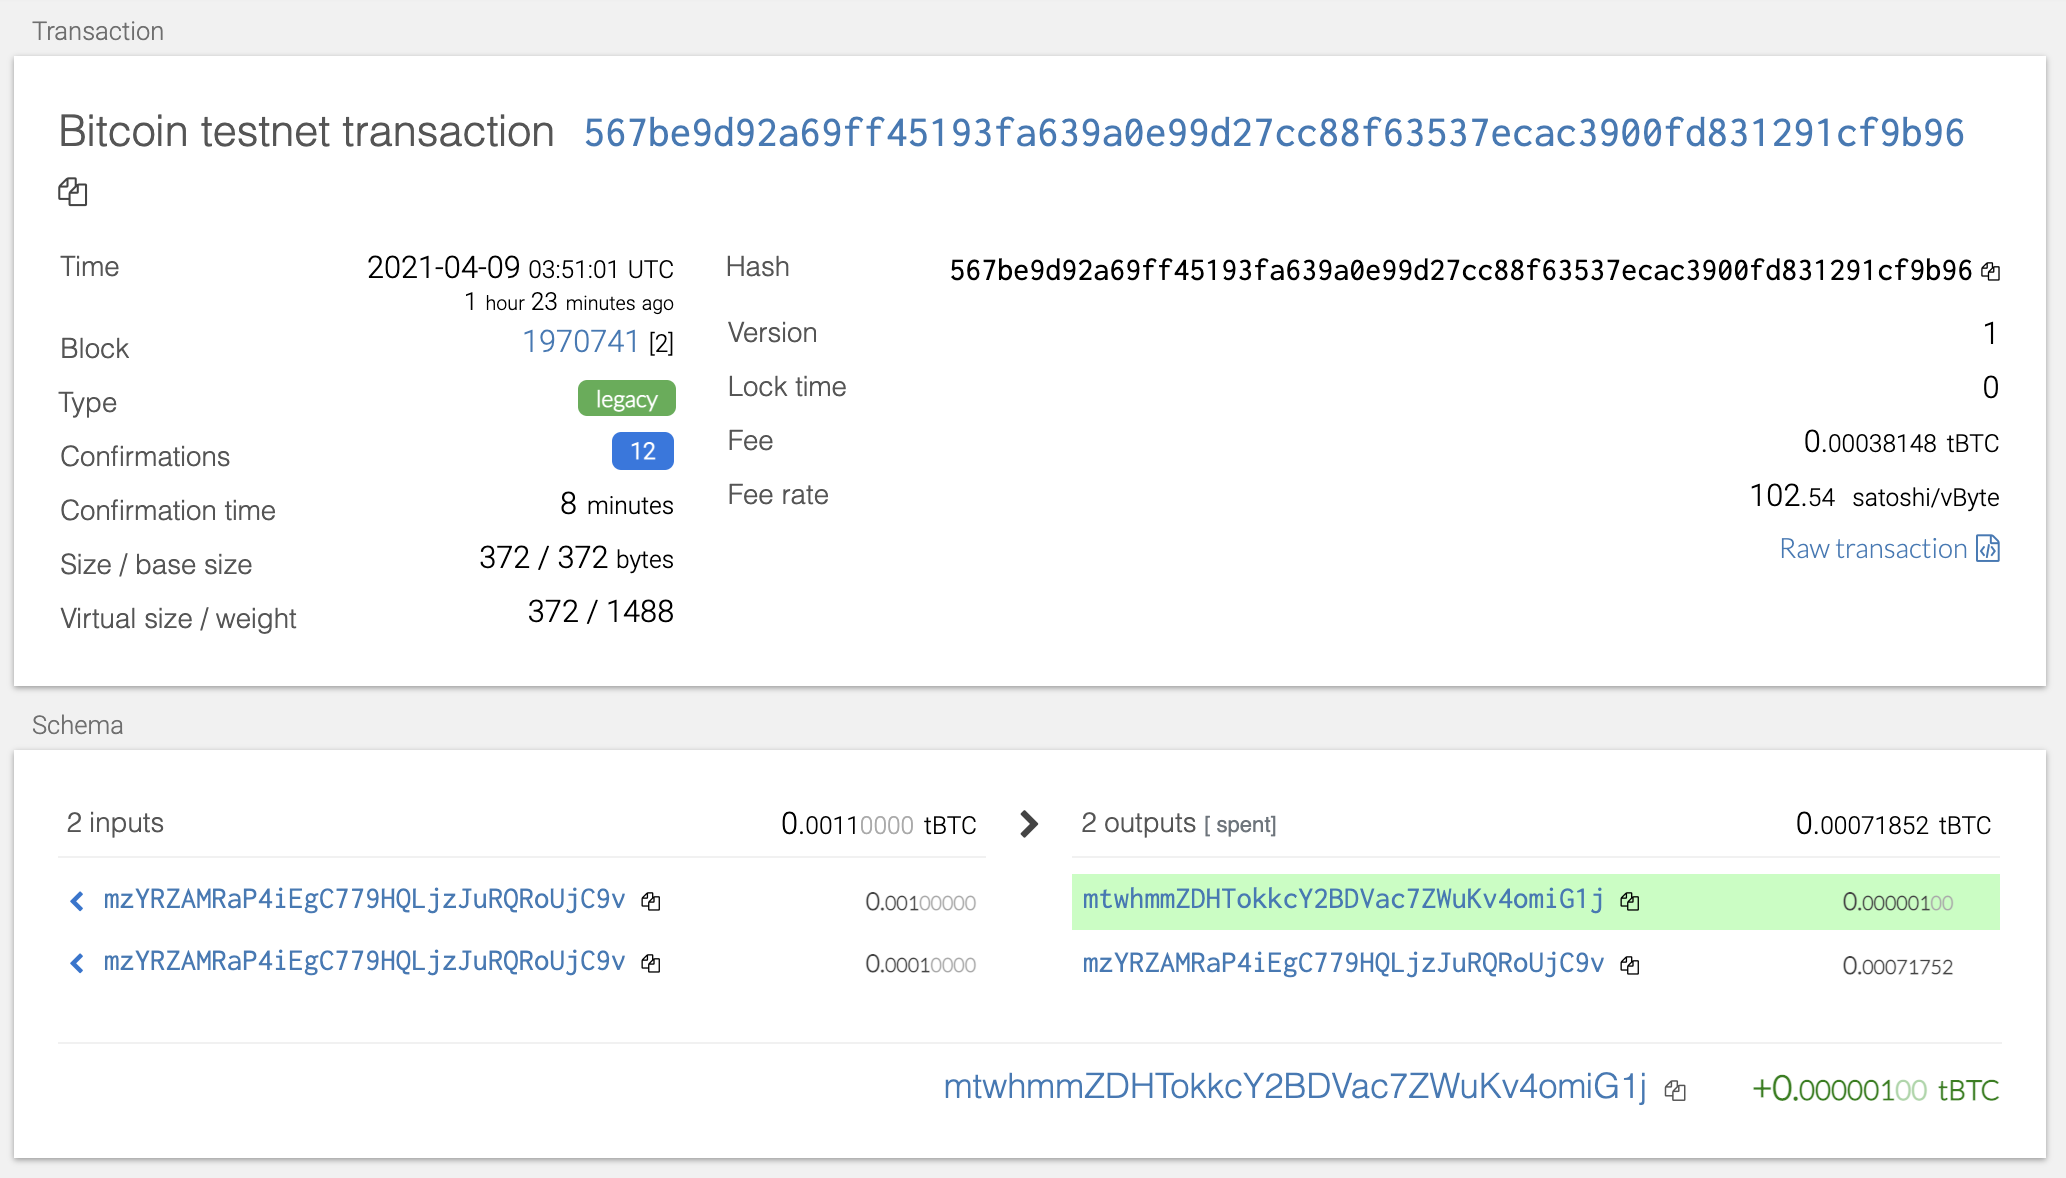 Transaction
Bitcoin testnet transaction 567be9d92a69ff45193fa639a0e99d27cc88f63537ecac3900fd831291cf9b96
Time 2021-04-09 03:51:01 UTC
1 hour 23 minutes ago
Block 1970741 [2]
Type legacy
Confirmations 12
Confirmation time 8 minutes
Size / base size 372 / 372 bytes
Virtual size / weight 372 / 1488
Hash 567be9d92a69ff45193fa639a0e99d27cc88f63537ecac3900fd831291cf9b96
Version 1
Lock time 0
Fee 0.00038148 tBTC
Fee rate 102.54 satoshi/vByte
Raw transaction
Schema
2 inputs 0.00110000 tBTC
mzYRZAMRaP4iEgC779HQLjzJuRQRoUjC9v 0.00100000
mzYRZAMRaP4iEgC779HQLjzJuRQRoUjC9v 0.00010000
2 outputs [ spent] 0.00071852 tBTC
mtwhmmZDHTokkcY2BDVac7ZWuKv4omiG1j 0.00000100
mzYRZAMRaP4iEgC779HQLjzJuRQRoUjC9v 0.00071752
mtwhmmZDHTokkcY2BDVac7ZWuKv4omiG1j +0.00000100 tBTC